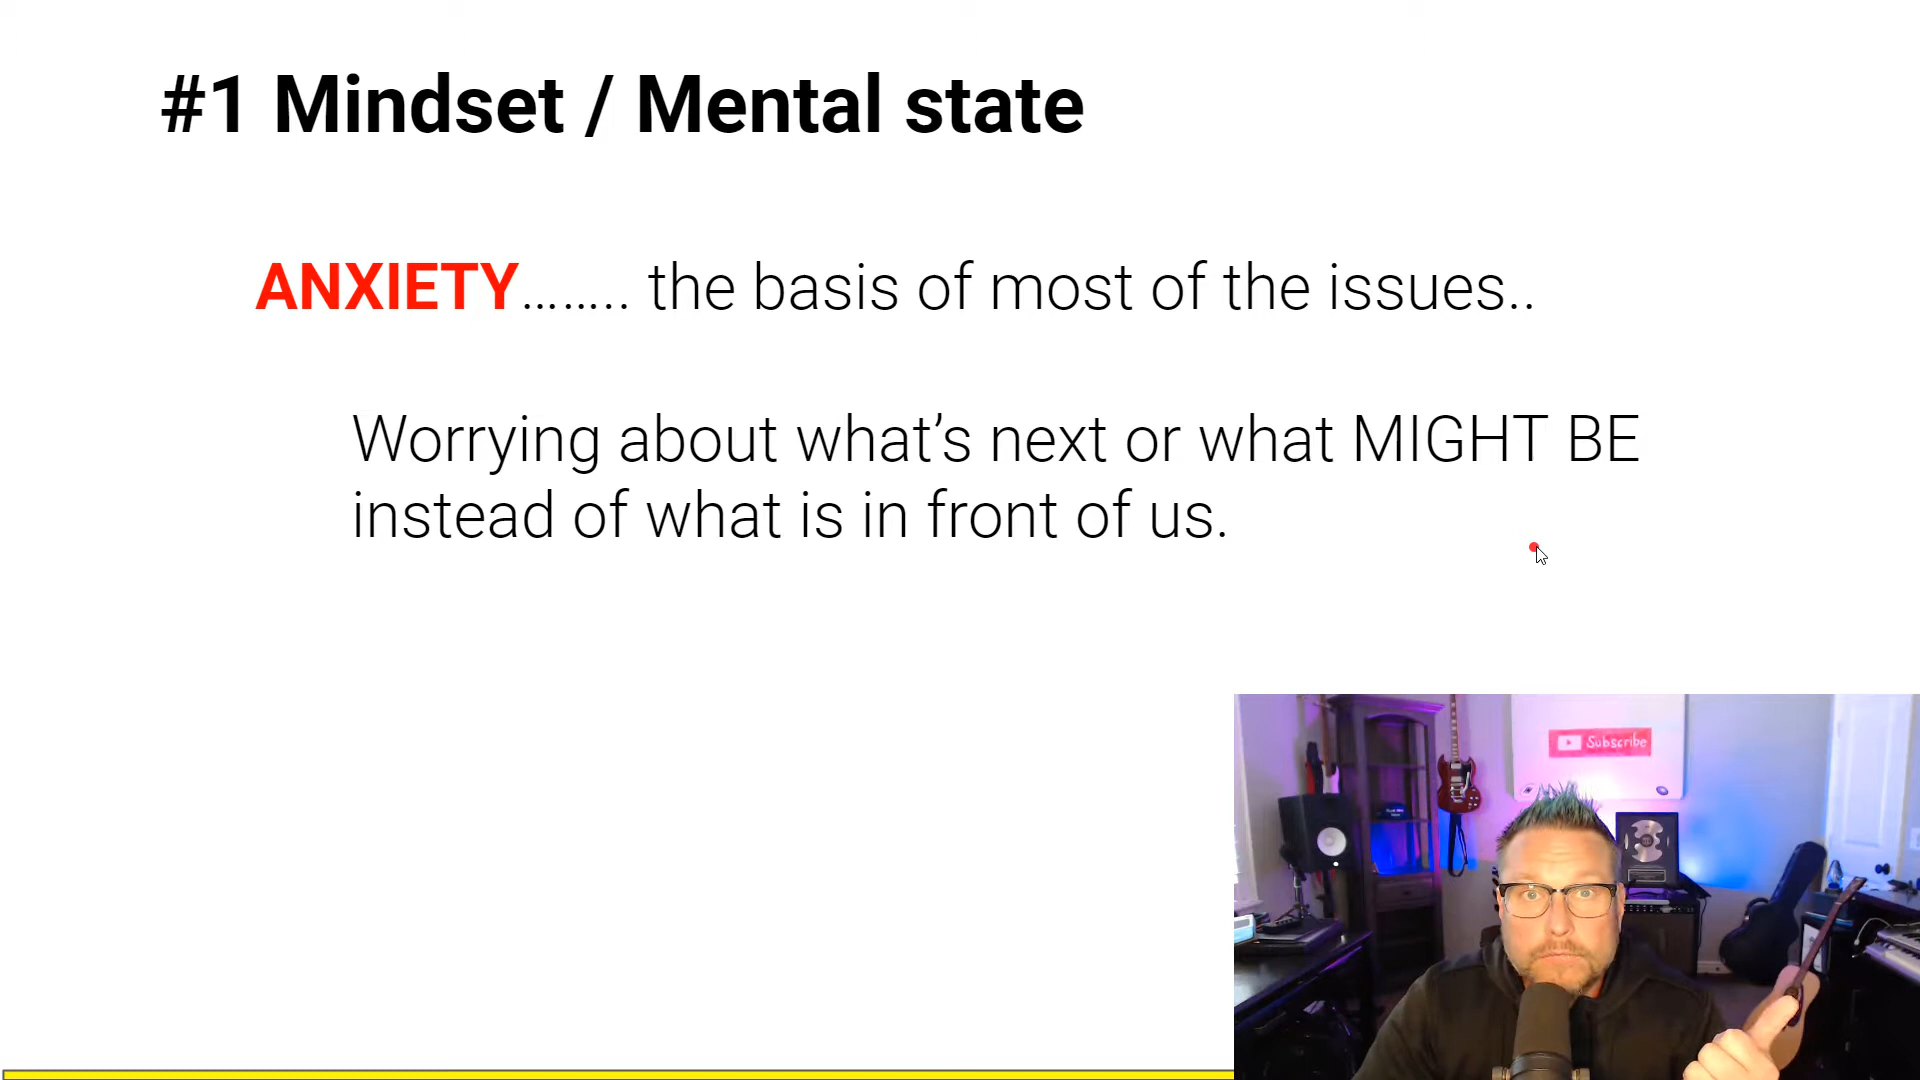 #1 Mindset / Mental state
ANXIETY…….. the basis of most of the issues..
Worrying about what’s next or what MIGHT BE
instead of what is in front of us.
Subscribe